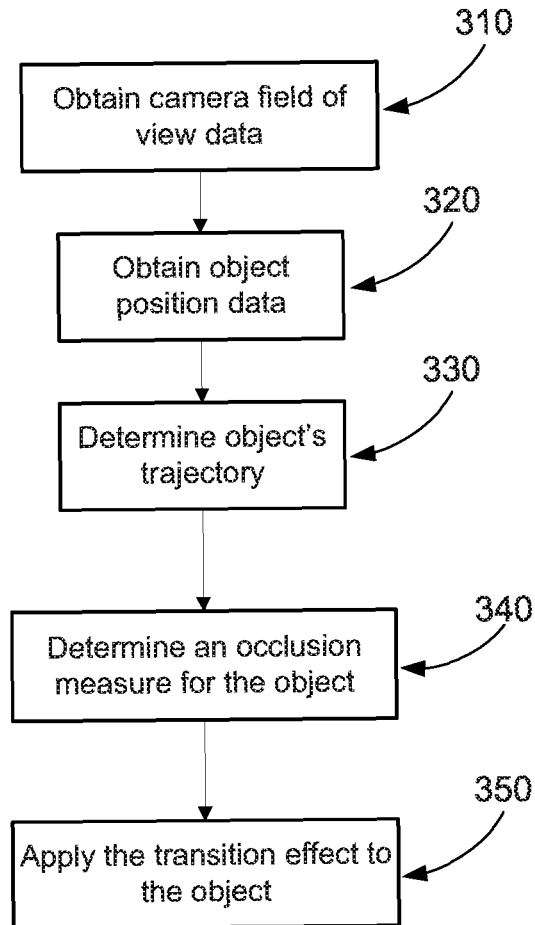 310
Obtain camera field of
view data
320
Obtain object
position data
330
Determine object's
trajectory
340
Determine an occlusion
measure for the object
350
Apply the transition effect to
the object